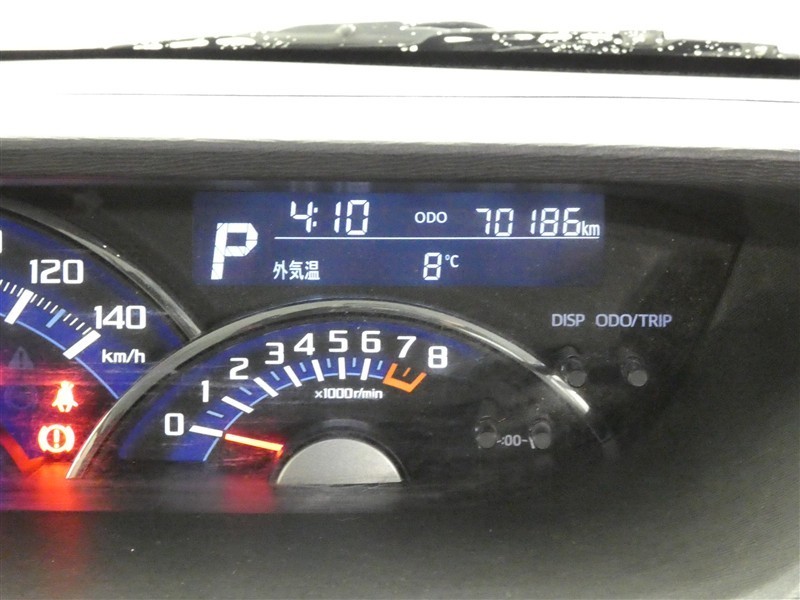 4:10 ODO 70186km
P
外気温 8°C
120
140
km/h
DISP ODO/TRIP
0 1 2 3 4 5 6 7 8
×1000r/min